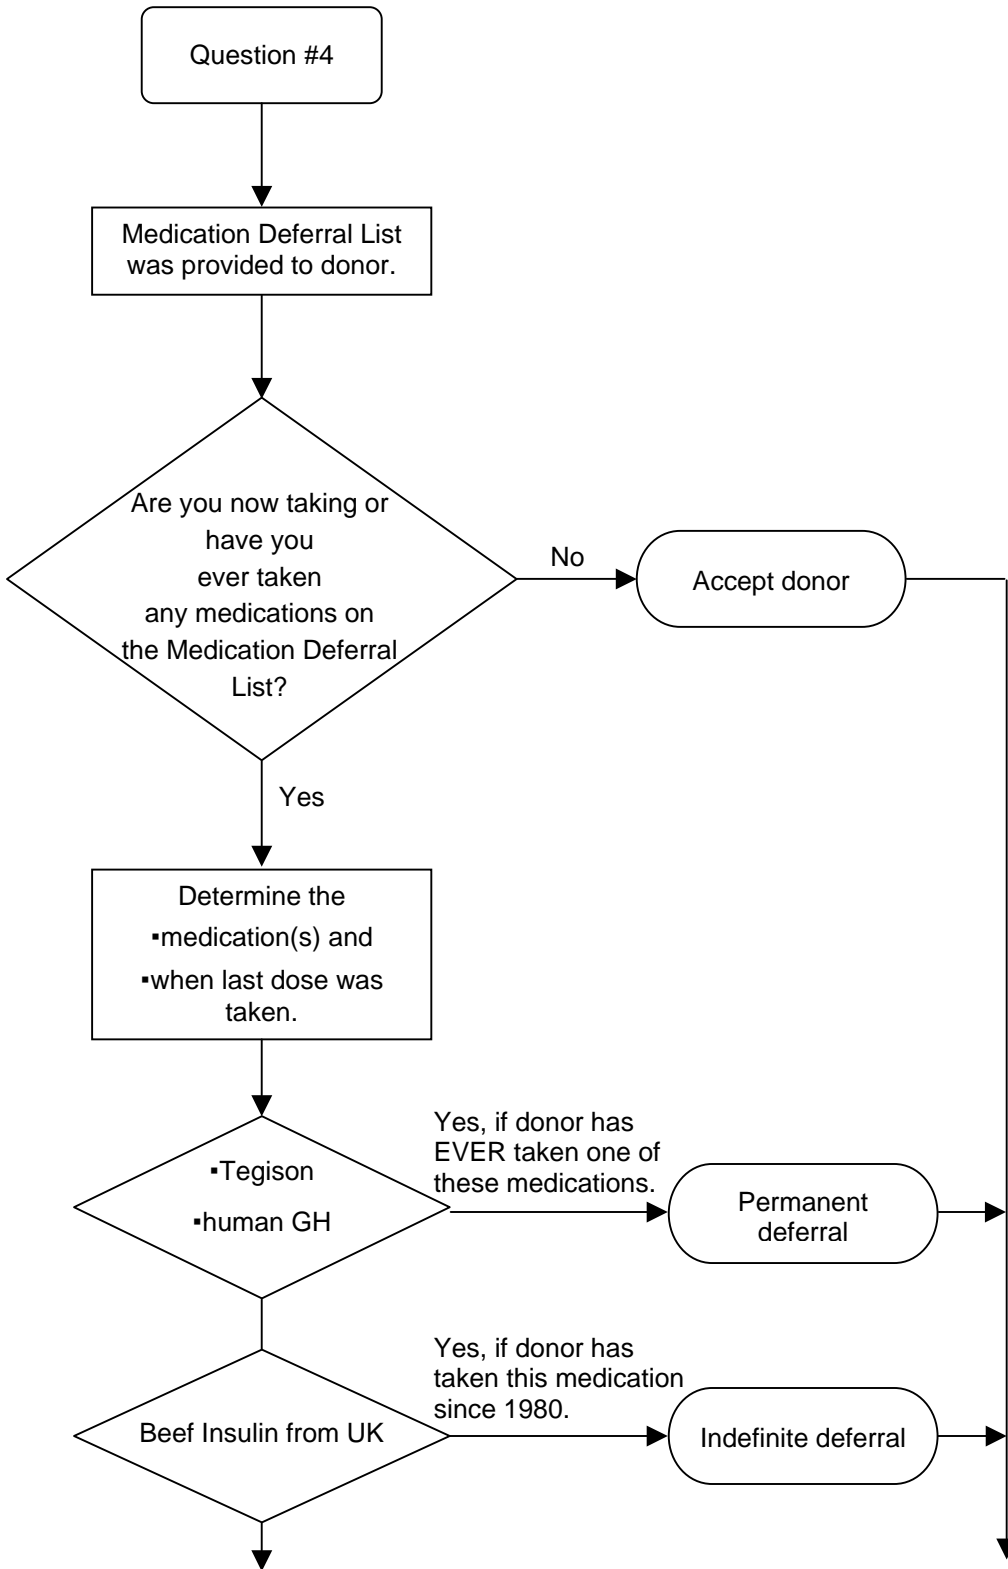 Question #4
Medication Deferral List
was provided to donor.
Are you now taking or
have you
ever taken
any medications on
the Medication Deferral
List?
No
Accept donor
Yes
Determine the
▪medication(s) and
▪when last dose was
taken.
Yes, if donor has
EVER taken one of
these medications.
▪Tegison
▪human GH
Permanent
deferral
Yes, if donor has
taken this medication
since 1980.
Beef Insulin from UK
Indefinite deferral